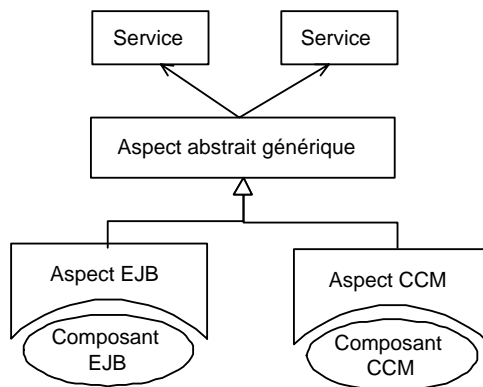 Service
Service
Aspect abstrait générique
Aspect EJB
Aspect CCM
Composant
EJB
Composant
CCM